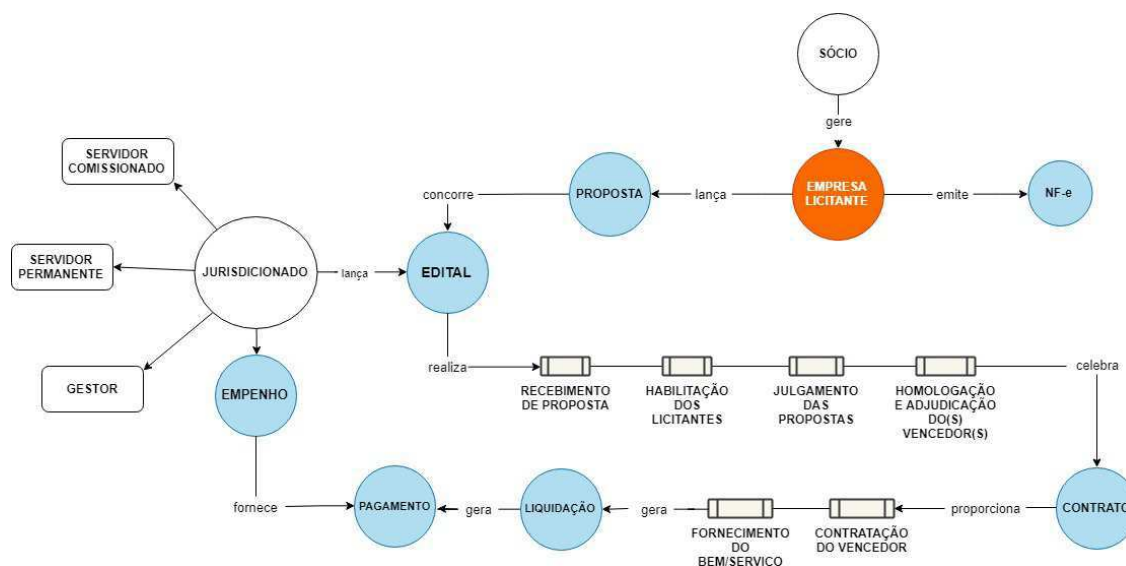 SÓCIO
gere
SERVIDOR
COMISSIONADO
concorre
PROPOSTA
lança
EMPRESA
LICITANTE
emite
NF-e
SERVIDOR
PERMANENTE
JURISDICIONADO
lança
EDITAL
GESTOR
EMPENHO
realiza
RECEBIMENTO
DE PROPOSTA
HABILITAÇÃO
DOS
LICITANTES
JULGAMENTO
DAS
PROPOSTAS
HOMOLOGAÇÃO
E ADJUDICAÇÃO
DO(S)
VENCEDOR(S)
celebra
fornece
PAGAMENTO
gera
LIQUIDAÇÃO
gera
FORNECIMENTO
DO
BEM/SERVICO
CONTRATAÇÃO
DO VENCEDOR
proporciona
CONTRATO